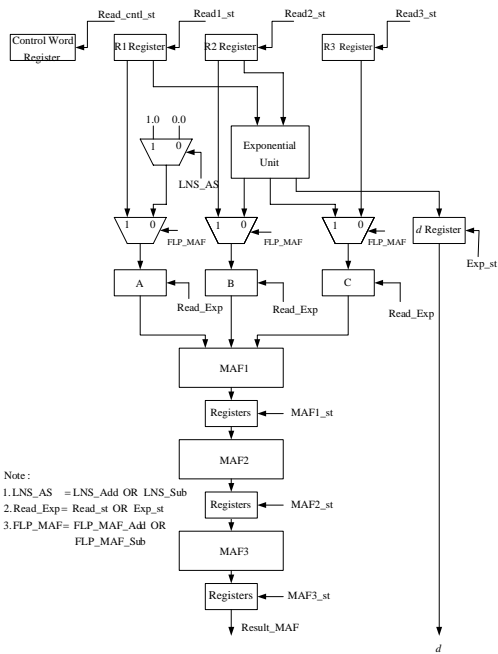 Read_cntl_st
Read1_st
Read2_st
Read3_st
Control Word
Register
R1 Register
R2 Register
R3 Register
1.0 0.0
1 0
Exponential
Unit
LNS_AS
1 0
1 0
1 0
FLP_MAF
FLP_MAF
FLP_MAF
d Register
Exp_st
A
B
C
Read_Exp
Read_Exp
Read_Exp
MAF1
Registers
MAF1_st
MAF2
Registers
MAF2_st
MAF3
Registers
MAF3_st
Result_MAF
d
Note :
1.LNS_AS = LNS_Add OR LNS_Sub
2.Read_Exp = Read_st OR Exp_st
3.FLP_MAF= FLP_MAF_Add OR
FLP_MAF_Sub